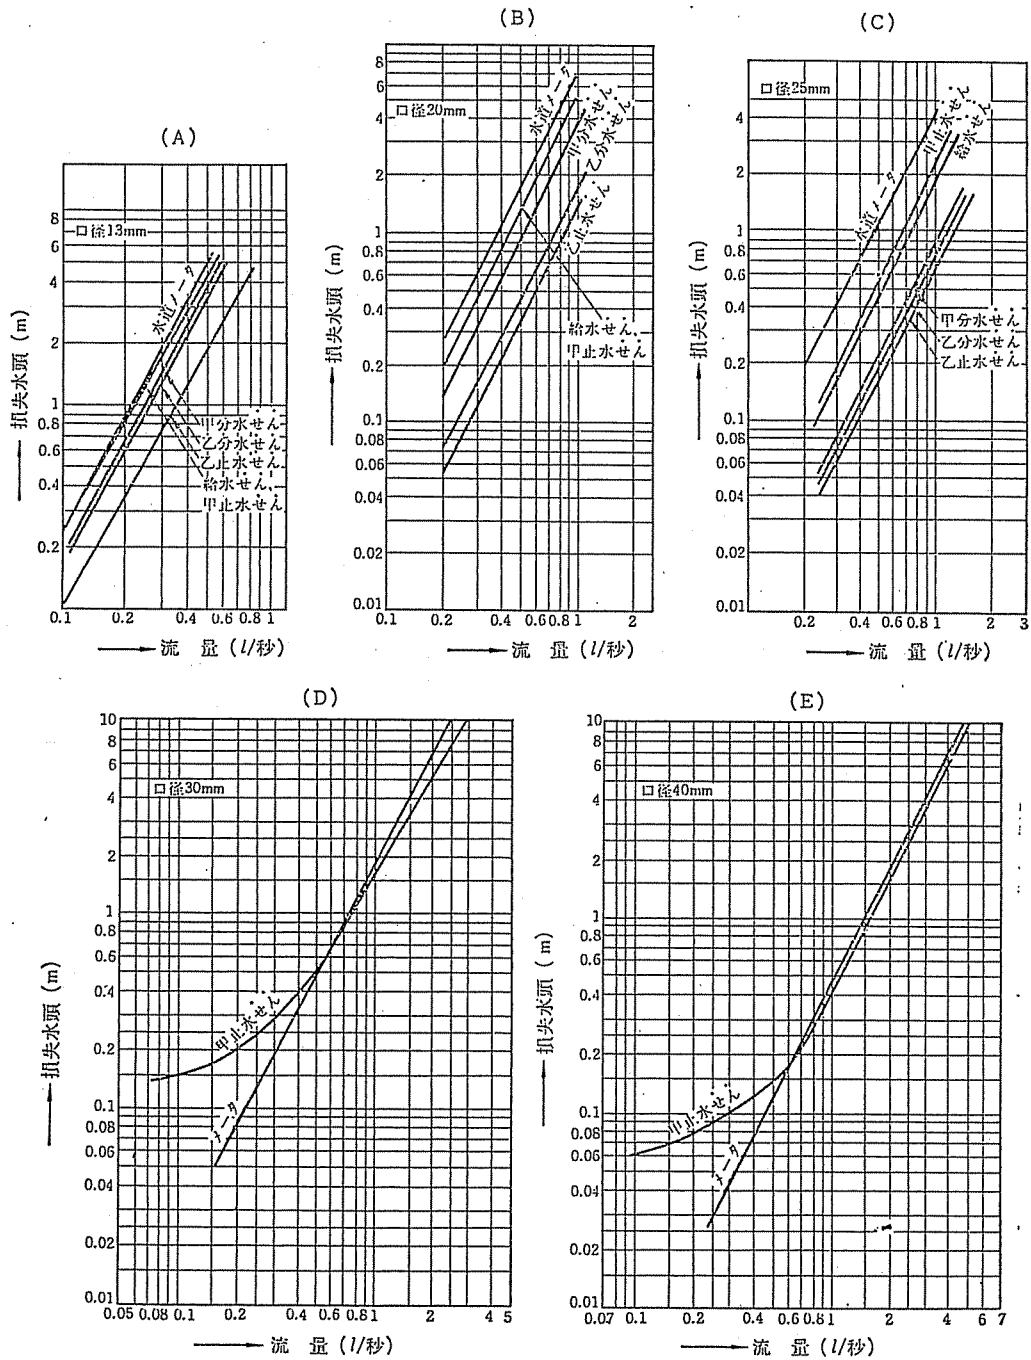 (A)
口径13mm
損失水頭 (m)
8
6
4
2
1
0.8
0.6
0.4
0.2
水道メータ
甲分水せん
乙分水せん
乙止水せん
給水せん,
甲止水せん
0.1
0.2
0.4
0.6
0.8
1
流量 (l/秒)
(B)
口径20mm
損失水頭 (m)
8
6
4
2
1
0.8
0.6
0.4
0.2
0.1
0.08
0.06
0.04
0.02
0.01
水道メータ
甲分水せん
乙分水せん
乙止水せん
給水せん,
甲止水せん
0.1
0.2
0.4
0.6
0.8
1
2
流量 (l/秒)
(C)
口径25mm
損失水頭 (m)
4
2
1
0.8
0.6
0.4
0.2
0.1
0.08
0.06
0.04
0.02
0.01
水道メータ
甲止水せん
給水せん
甲分水せん
乙分水せん
乙止水せん
0.2
0.4
0.6
0.8
1
2
3
流量 (l/秒)
(D)
口径30mm
損失水頭 (m)
10
8
6
4
2
1
0.8
0.6
0.4
0.2
0.1
0.08
0.06
0.04
0.02
0.01
甲止水せん
メータ
0.05
0.08
0.1
0.2
0.4
0.6
0.8
1
2
4
5
流量 (l/秒)
(E)
口径40mm
損失水頭 (m)
10
8
6
4
2
1
0.8
0.6
0.4
0.2
0.1
0.08
0.06
0.04
0.02
0.01
甲止水せん
メータ
0.07
0.1
0.2
0.4
0.6
0.8
1
2
4
6
7
流量 (l/秒)